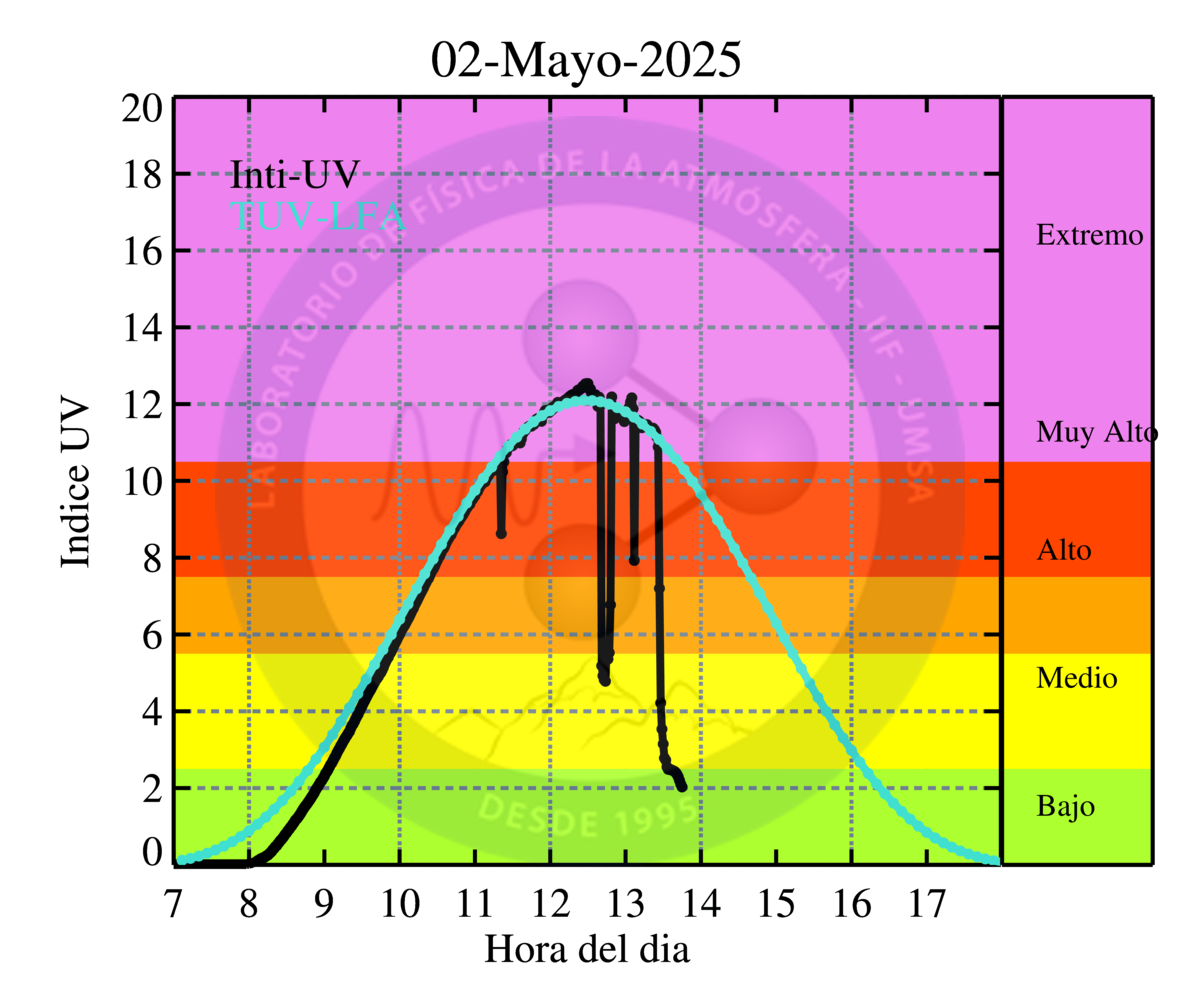 02-Mayo-2025
20
18
16
14
12
10
8
6
4
2
0
Indice UV
Inti-UV
TUV-LFA
LABORATORIO DE FÍSICA DE LA ATMÓSFERA - IIF - UMSA
DESDE 1995
Extremo
Muy Alto
Alto
Medio
Bajo
7 8 9 10 11 12 13 14 15 16 17
Hora del dia